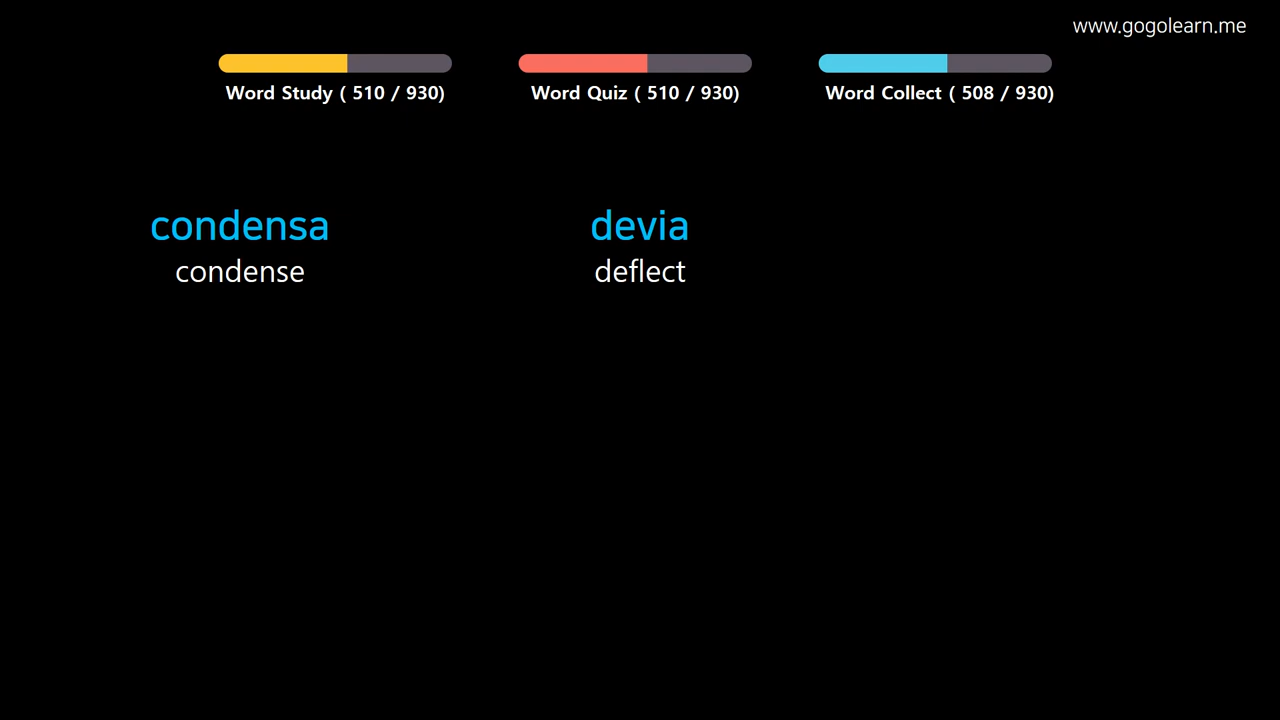 www.gogolearn.me
Word Study ( 510 / 930)
Word Quiz ( 510 / 930)
Word Collect ( 508 / 930)
condensa
condense
devia
deflect